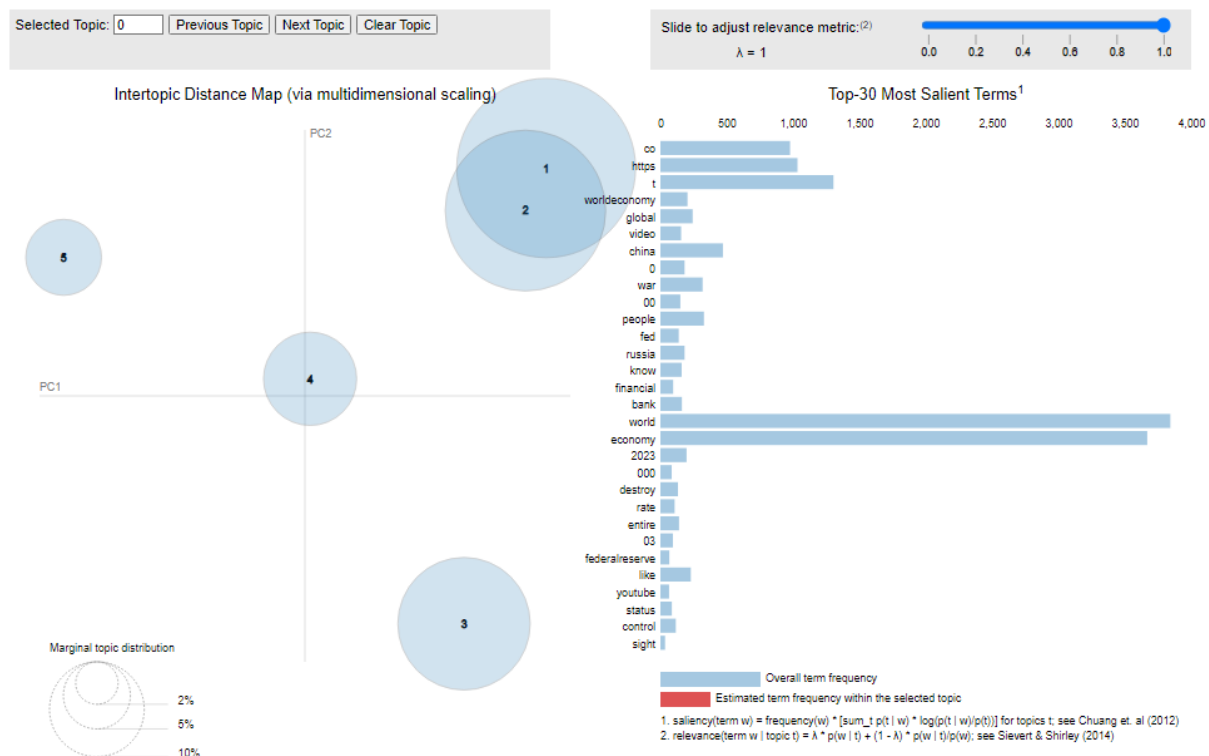 Selected Topic: 0 Previous Topic Next Topic Clear Topic
Slide to adjust relevance metric:(2)
λ = 1
0.0 0.2 0.4 0.6 0.8 1.0
Intertopic Distance Map (via multidimensional scaling)
PC2
PC1
1
2
5
4
3
Marginal topic distribution
2%
5%
10%
Top-30 Most Salient Terms1
0 500 1,000 1,500 2,000 2,500 3,000 3,500 4,000
co
https
t
worldeconomy
global
video
china
0
war
00
people
fed
russia
know
financial
bank
world
economy
2023
000
destroy
rate
entire
03
federalreserve
like
youtube
status
control
sight
Overall term frequency
Estimated term frequency within the selected topic
1. saliency(term w) = frequency(w) * [sum_t p(t | w) * log(p(t | w)/p(t))] for topics t; see Chuang et. al (2012)
2. relevance(term w | topic t) = λ * p(w | t) + (1 - λ) * p(w | t)/p(w); see Sievert & Shirley (2014)